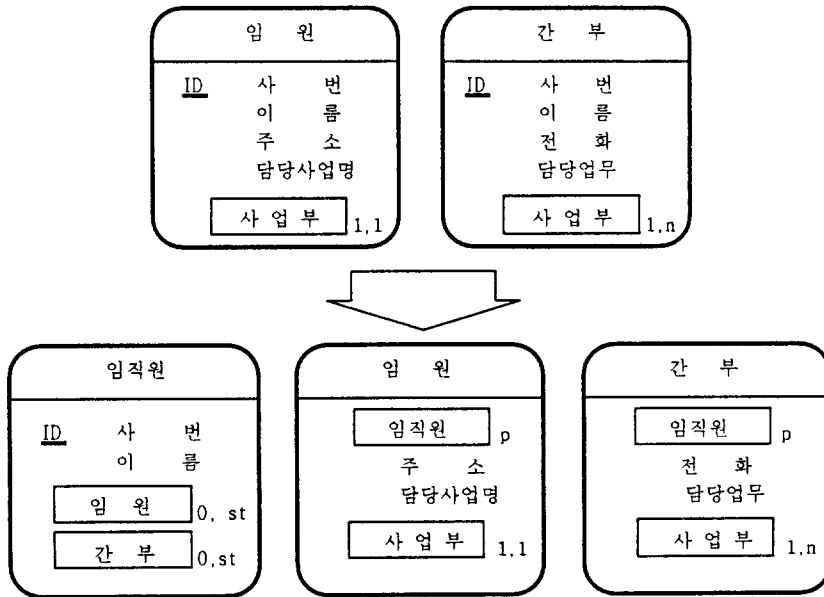 임 원
ID 사 번
이 름
주 소
담당사업명
사 업 부 1,1
간 부
ID 사 번
이 름
전 화
담당업무
사 업 부 1,n
임직원
ID 사 번
이 름
임 원 0, st
간 부 0,st
임 원
임직원 p
주 소
담당사업명
사 업 부 1,1
간 부
임직원 p
전 화
담당업무
사 업 부 1,n